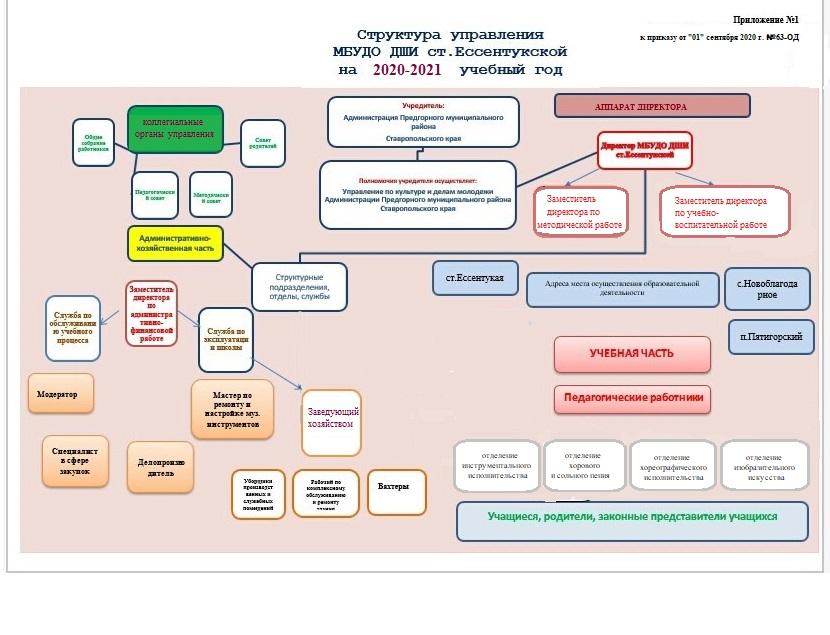 Приложение №1
к приказу от "01" сентября 2020 г. №63-ОД
Структура управления
МБУДО ДШИ ст.Ессентукской
на 2020-2021 учебный год
Учредитель:
Администрация Предгорного муниципального
района
Ставропольского края
АППАРАТ ДИРЕКТОРА
коллегиальные
органы управления
Общее
собрание
работников
Совет
родителей
Директор МБУДО ДШИ
ст.Ессентукской
Полномочия учредителя осуществляет:
Управление по культуре и делам молодежи
Администрации Предгорного муниципального района
Ставропольского края
Педагогически
й совет
Методически
й совет
Заместитель
директора по
методической работе
Заместитель директора
по учебно-
воспитательной работе
Административно-
хозяйственная часть
Структурные
подразделения,
отделы, службы
ст.Ессентукая
Адреса места осуществления образовательной
деятельности
с.Новоблагода
рное
п.Пятигорский
Служба по
обслуживани
ю учебного
процесса
Заместитель
директора
по
администра
тивно-
финансовой
работе
Служба по
эксплуатаци
и школы
УЧЕБНАЯ ЧАСТЬ
Педагогические работники
Модератор
Мастер по
ремонту и
настройке муз.
инструментов
Заведующий
хозяйством
Специалист
в сфере
закупок
Делопроизво
дитель
отделение
инструментального
исполнительства
отделение
хорового
и сольного пения
отделение
хореографического
исполнительства
отделение
изобразительного
искусства
Уборщики
производст
венных и
служебных
помещений
Рабочий по
комплексному
обслуживанию
и ремонту
Вахтеры
Учащиеся, родители, законные представители учащихся